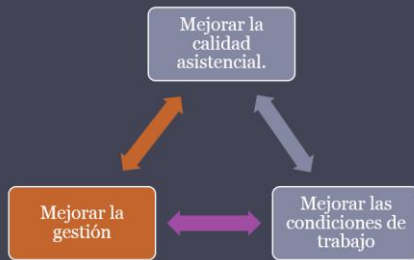 Mejorar la
calidad
asistencial.
Mejorar la
gestión
Mejorar las
condiciones de
trabajo